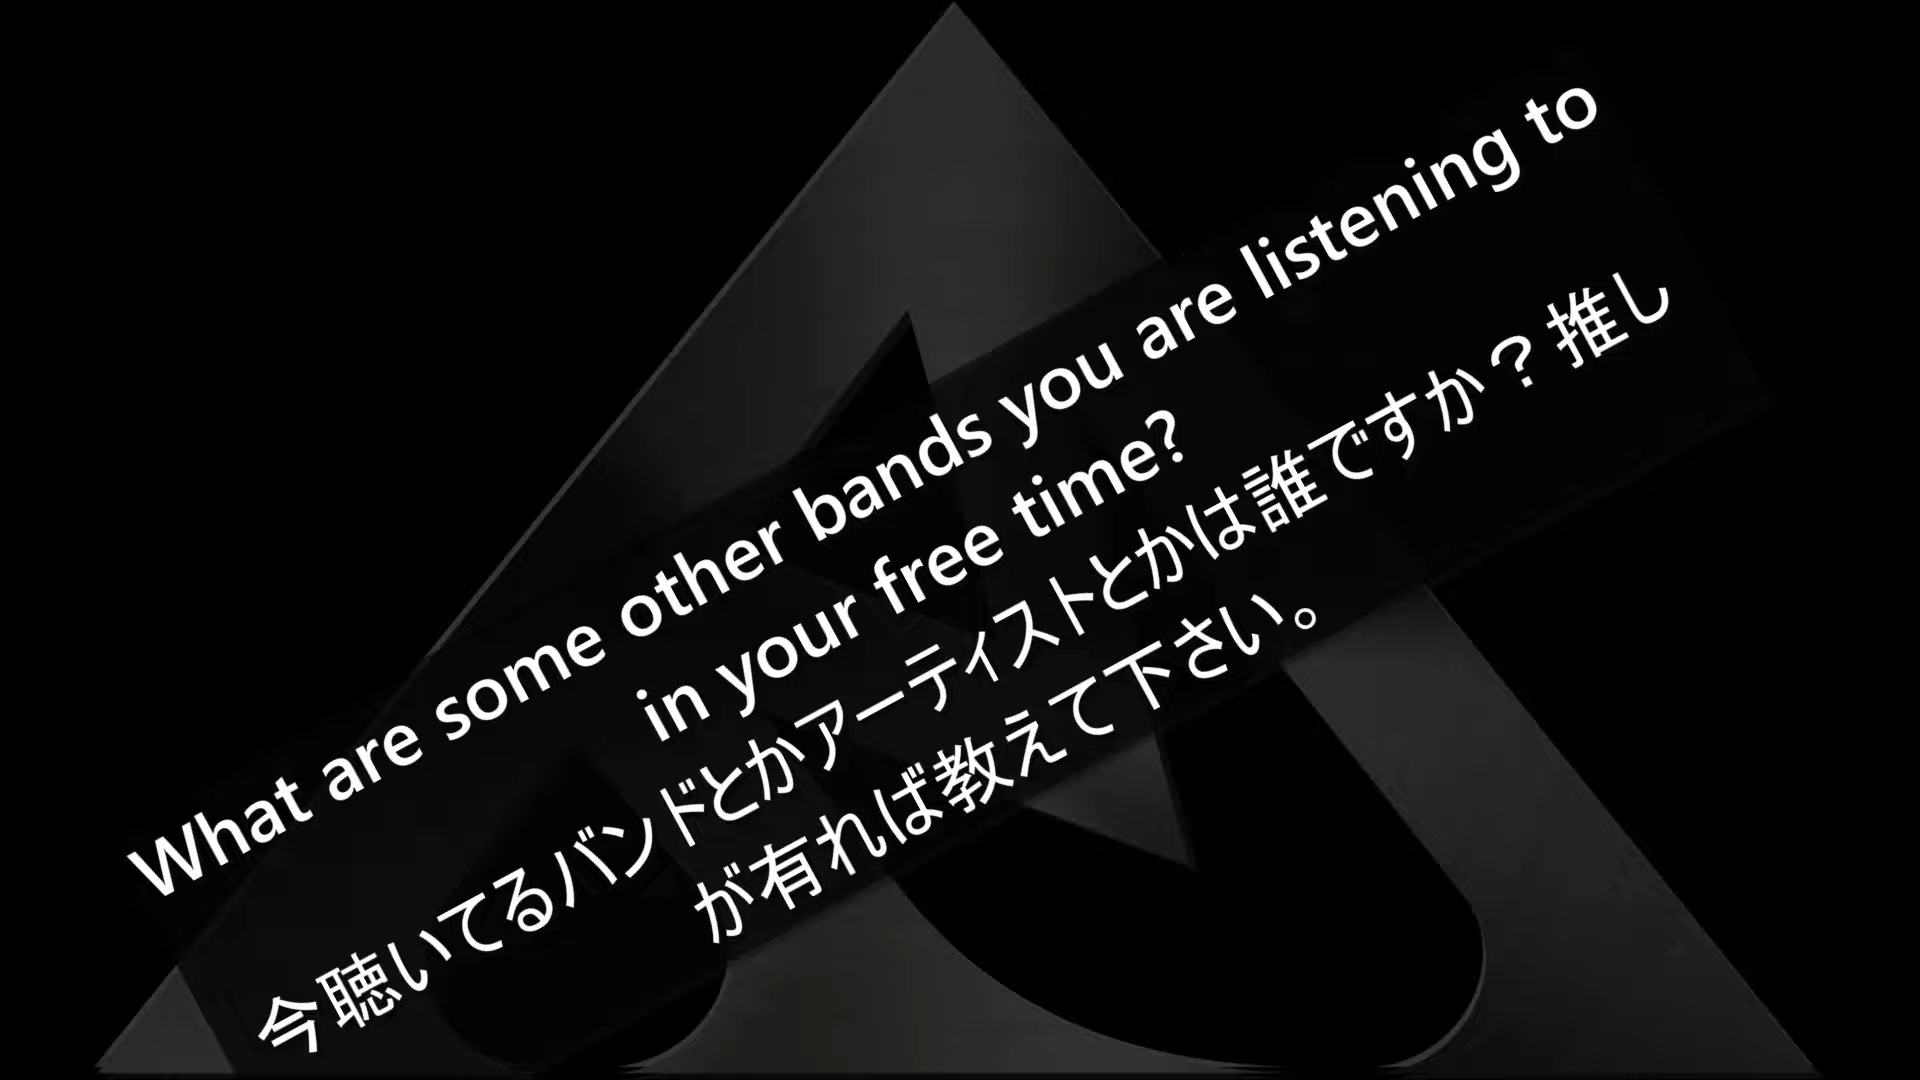 What are some other bands you are listening to
in your free time?
今聴いてるバンドとかアーティストとかは誰ですか？推し
が有れば教えて下さい。